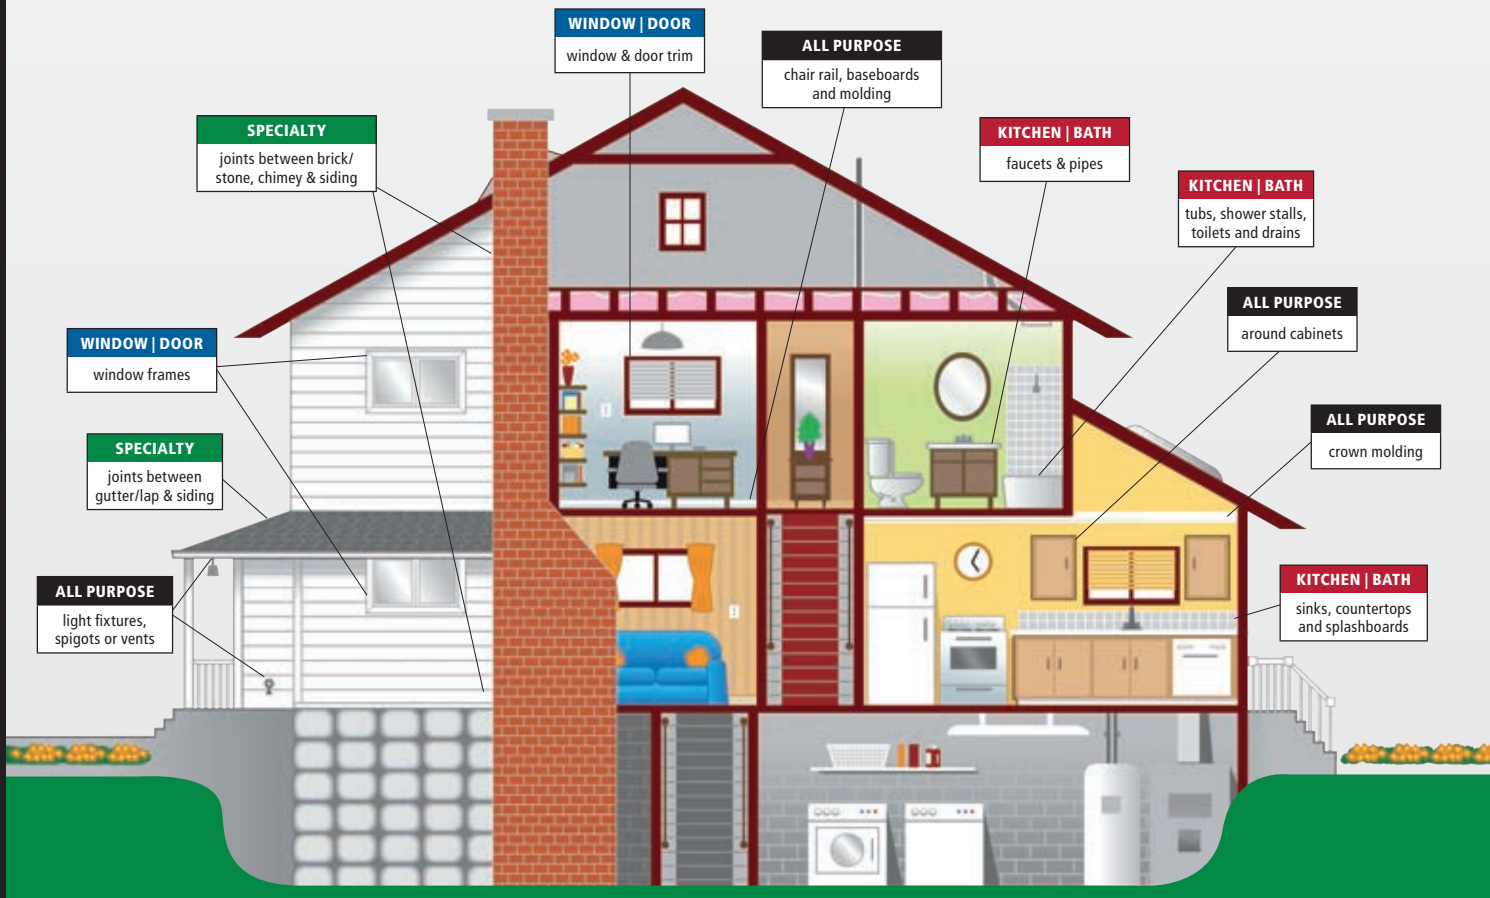 WINDOW | DOOR
window & door trim
ALL PURPOSE
chair rail, baseboards
and molding
SPECIALTY
joints between brick/
stone, chimey & siding
KITCHEN | BATH
faucets & pipes
KITCHEN | BATH
tubs, shower stalls,
toilets and drains
ALL PURPOSE
around cabinets
WINDOW | DOOR
window frames
ALL PURPOSE
crown molding
SPECIALTY
joints between
gutter/lap & siding
KITCHEN | BATH
sinks, countertops
and splashboards
ALL PURPOSE
light fixtures,
spigots or vents